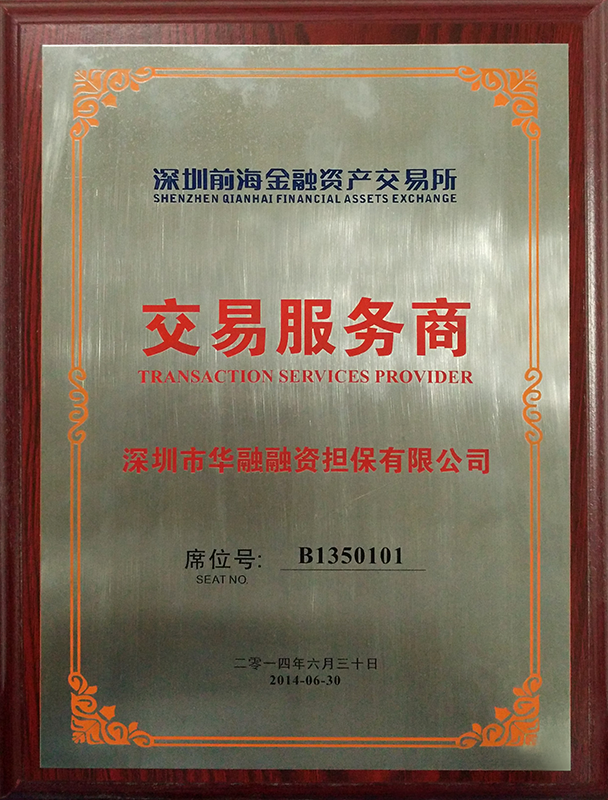 深圳前海金融资产交易所
SHENZHEN QIANHAI FINANCIAL ASSETS EXCHANGE
交易服务商
TRANSACTION SERVICES PROVIDER
深圳市华融融资担保有限公司
席位号: B1350101
SEAT NO.
二零一四年六月三十日
2014-06-30